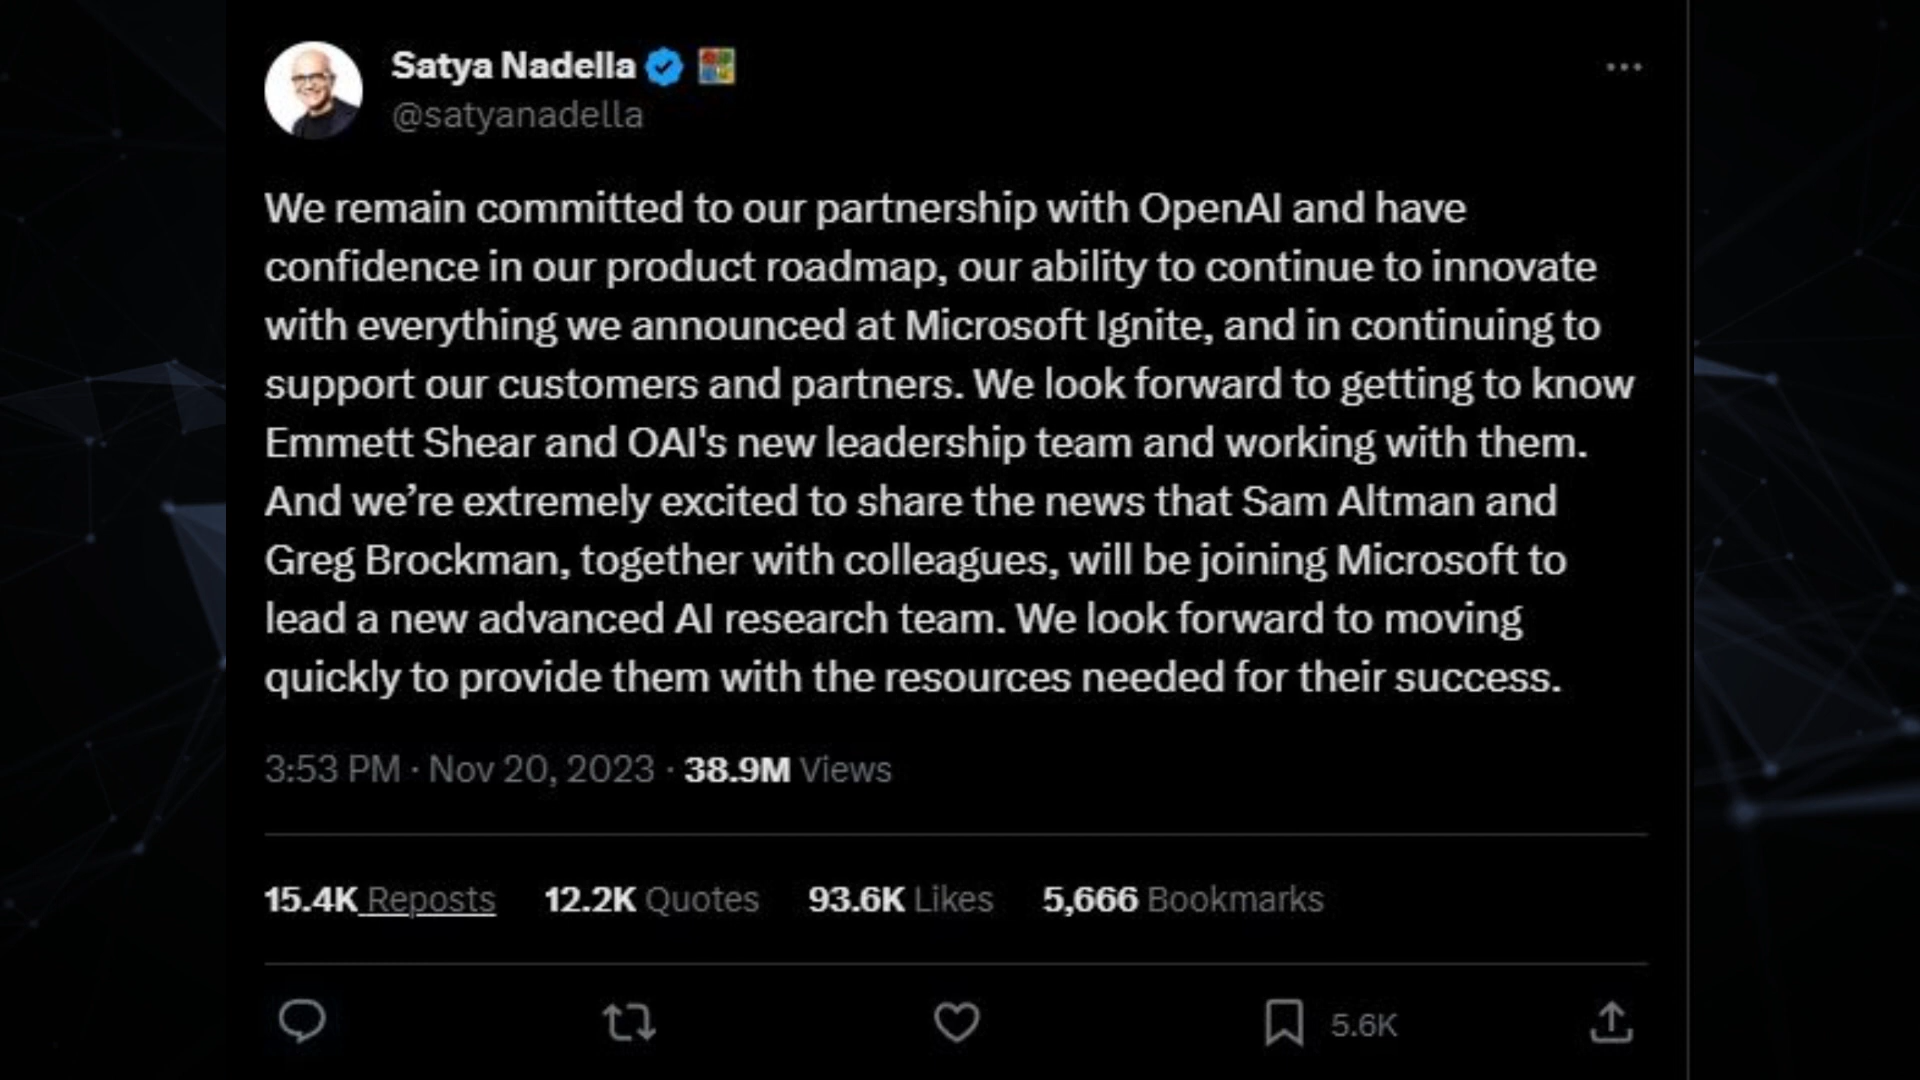 Satya Nadella
@satyanadella
We remain committed to our partnership with OpenAI and have
confidence in our product roadmap, our ability to continue to innovate
with everything we announced at Microsoft Ignite, and in continuing to
support our customers and partners. We look forward to getting to know
Emmett Shear and OAI's new leadership team and working with them.
And we’re extremely excited to share the news that Sam Altman and
Greg Brockman, together with colleagues, will be joining Microsoft to
lead a new advanced AI research team. We look forward to moving
quickly to provide them with the resources needed for their success.
3:53 PM · Nov 20, 2023 · 38.9M Views
15.4K Reposts 12.2K Quotes 93.6K Likes 5,666 Bookmarks
5.6K